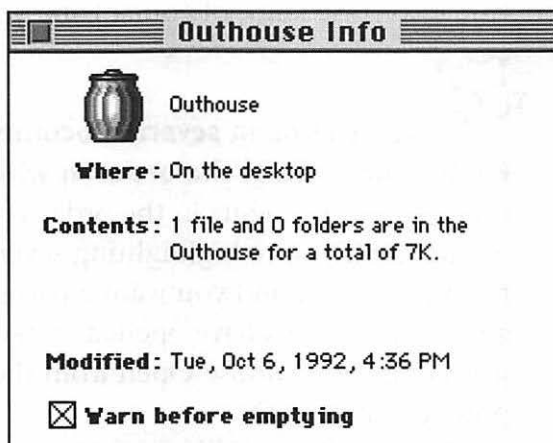 Outhouse Info
Outhouse
Where: On the desktop
Contents: 1 file and 0 folders are in the
Outhouse for a total of 7K.
Modified: Tue, Oct 6, 1992, 4:36 PM
Warn before emptying